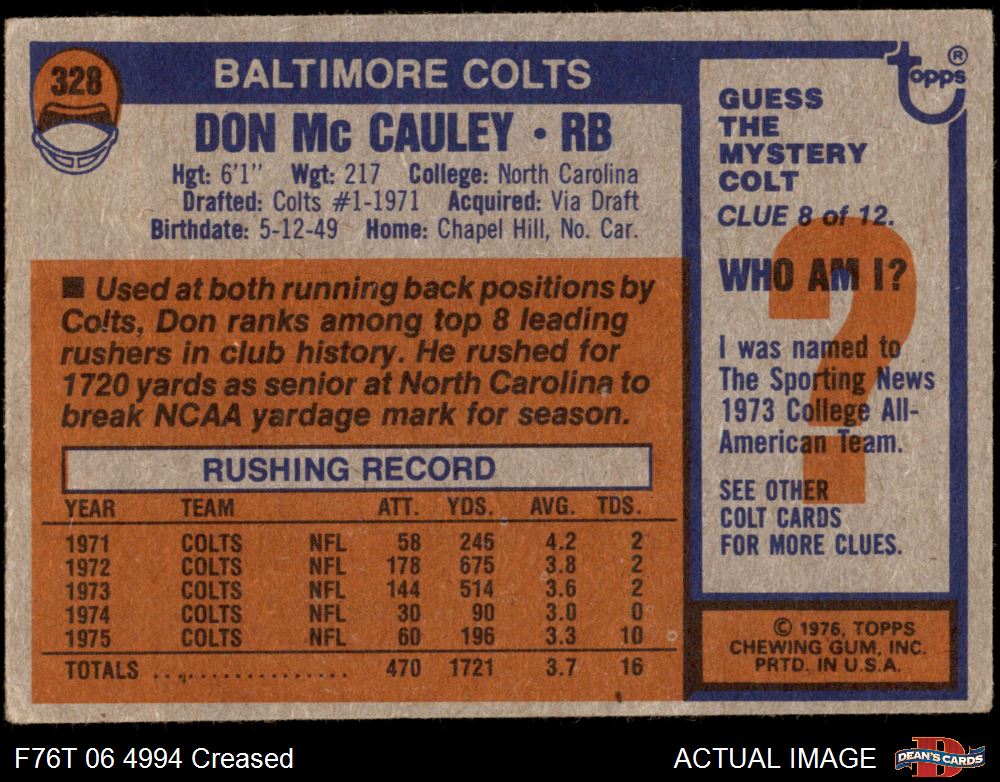 328
BALTIMORE COLTS
DON Mc CAULEY • RB
Hgt: 6'1" Wgt: 217 College: North Carolina
Drafted: Colts #1-1971 Acquired: Via Draft
Birthdate: 5-12-49 Home: Chapel Hill, No. Car.
■ Used at both running back positions by
Colts, Don ranks among top 8 leading
rushers in club history. He rushed for
1720 yards as senior at North Carolina to
break NCAA yardage mark for season.
RUSHING RECORD
YEAR TEAM ATT. YDS. AVG. TDS.
1971 COLTS NFL 58 246 4.2 2
1972 COLTS NFL 178 675 3.8 2
1973 COLTS NFL 144 514 3.6 2
1974 COLTS NFL 30 90 3.0 0
1975 COLTS NFL 60 196 3.3 10
TOTALS ................ 470 1721 3.7 16
Topps ®
GUESS
THE
MYSTERY
COLT
CLUE 8 of 12.
?
WHO AM I?
I was named to
The Sporting News
1973 College All-
American Team.
SEE OTHER
COLT CARDS
FOR MORE CLUES.
© 1976, TOPPS
CHEWING GUM, INC.
PRTD. IN U.S.A.
F76T 06 4994 Creased
ACTUAL IMAGE
D
DEAN'S CARDS